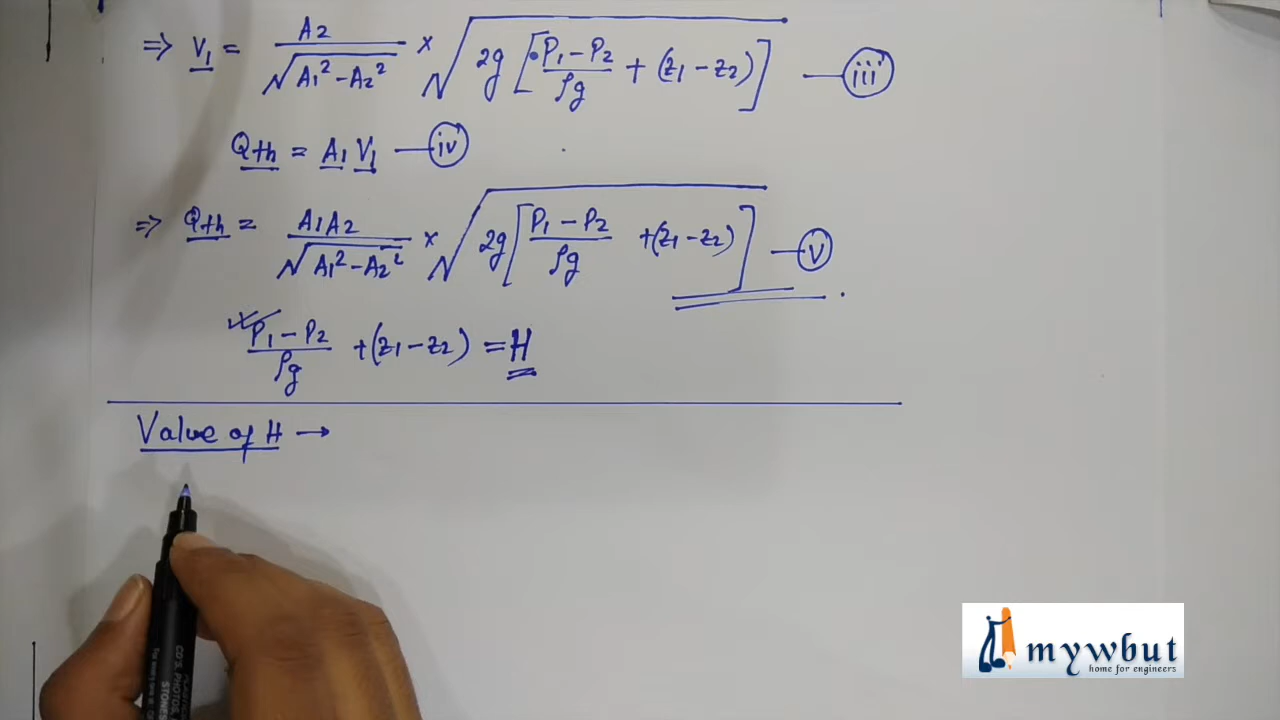 ⇒ V₁ = A₂ / √(A₁² - A₂²) × √(2g [ (P₁ - P₂)/ρg + (z₁ - z₂) ]) — (iii)
Qth = A₁ V₁ — (iv)
⇒ Qth = A₁A₂ / √(A₁² - A₂²) × √(2g [ (P₁ - P₂)/ρg + (z₁ - z₂) ]) — (v)
(P₁ - P₂)/ρg + (z₁ - z₂) = H
Value of H →
mywbut
home for engineers